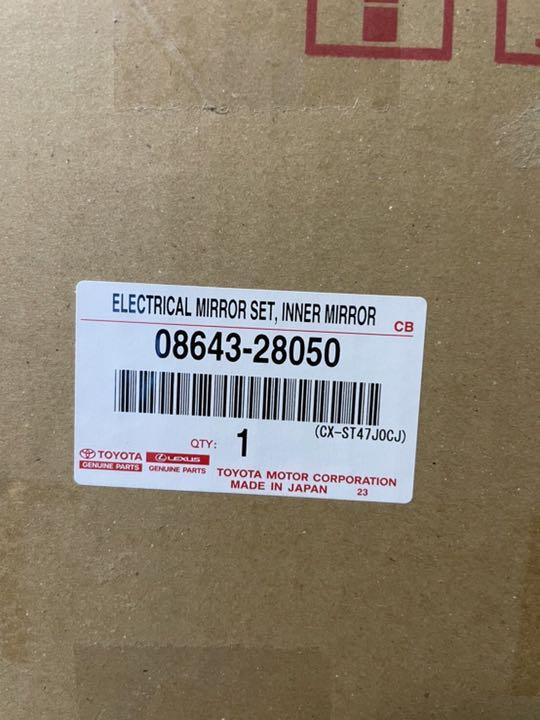 ELECTRICAL MIRROR SET, INNER MIRROR
CB
08643-28050
(CX-ST47J0CJ)
QTY: 1
TOYOTA
GENUINE PARTS
LEXUS
GENUINE PARTS
TOYOTA MOTOR CORPORATION
MADE IN JAPAN 23